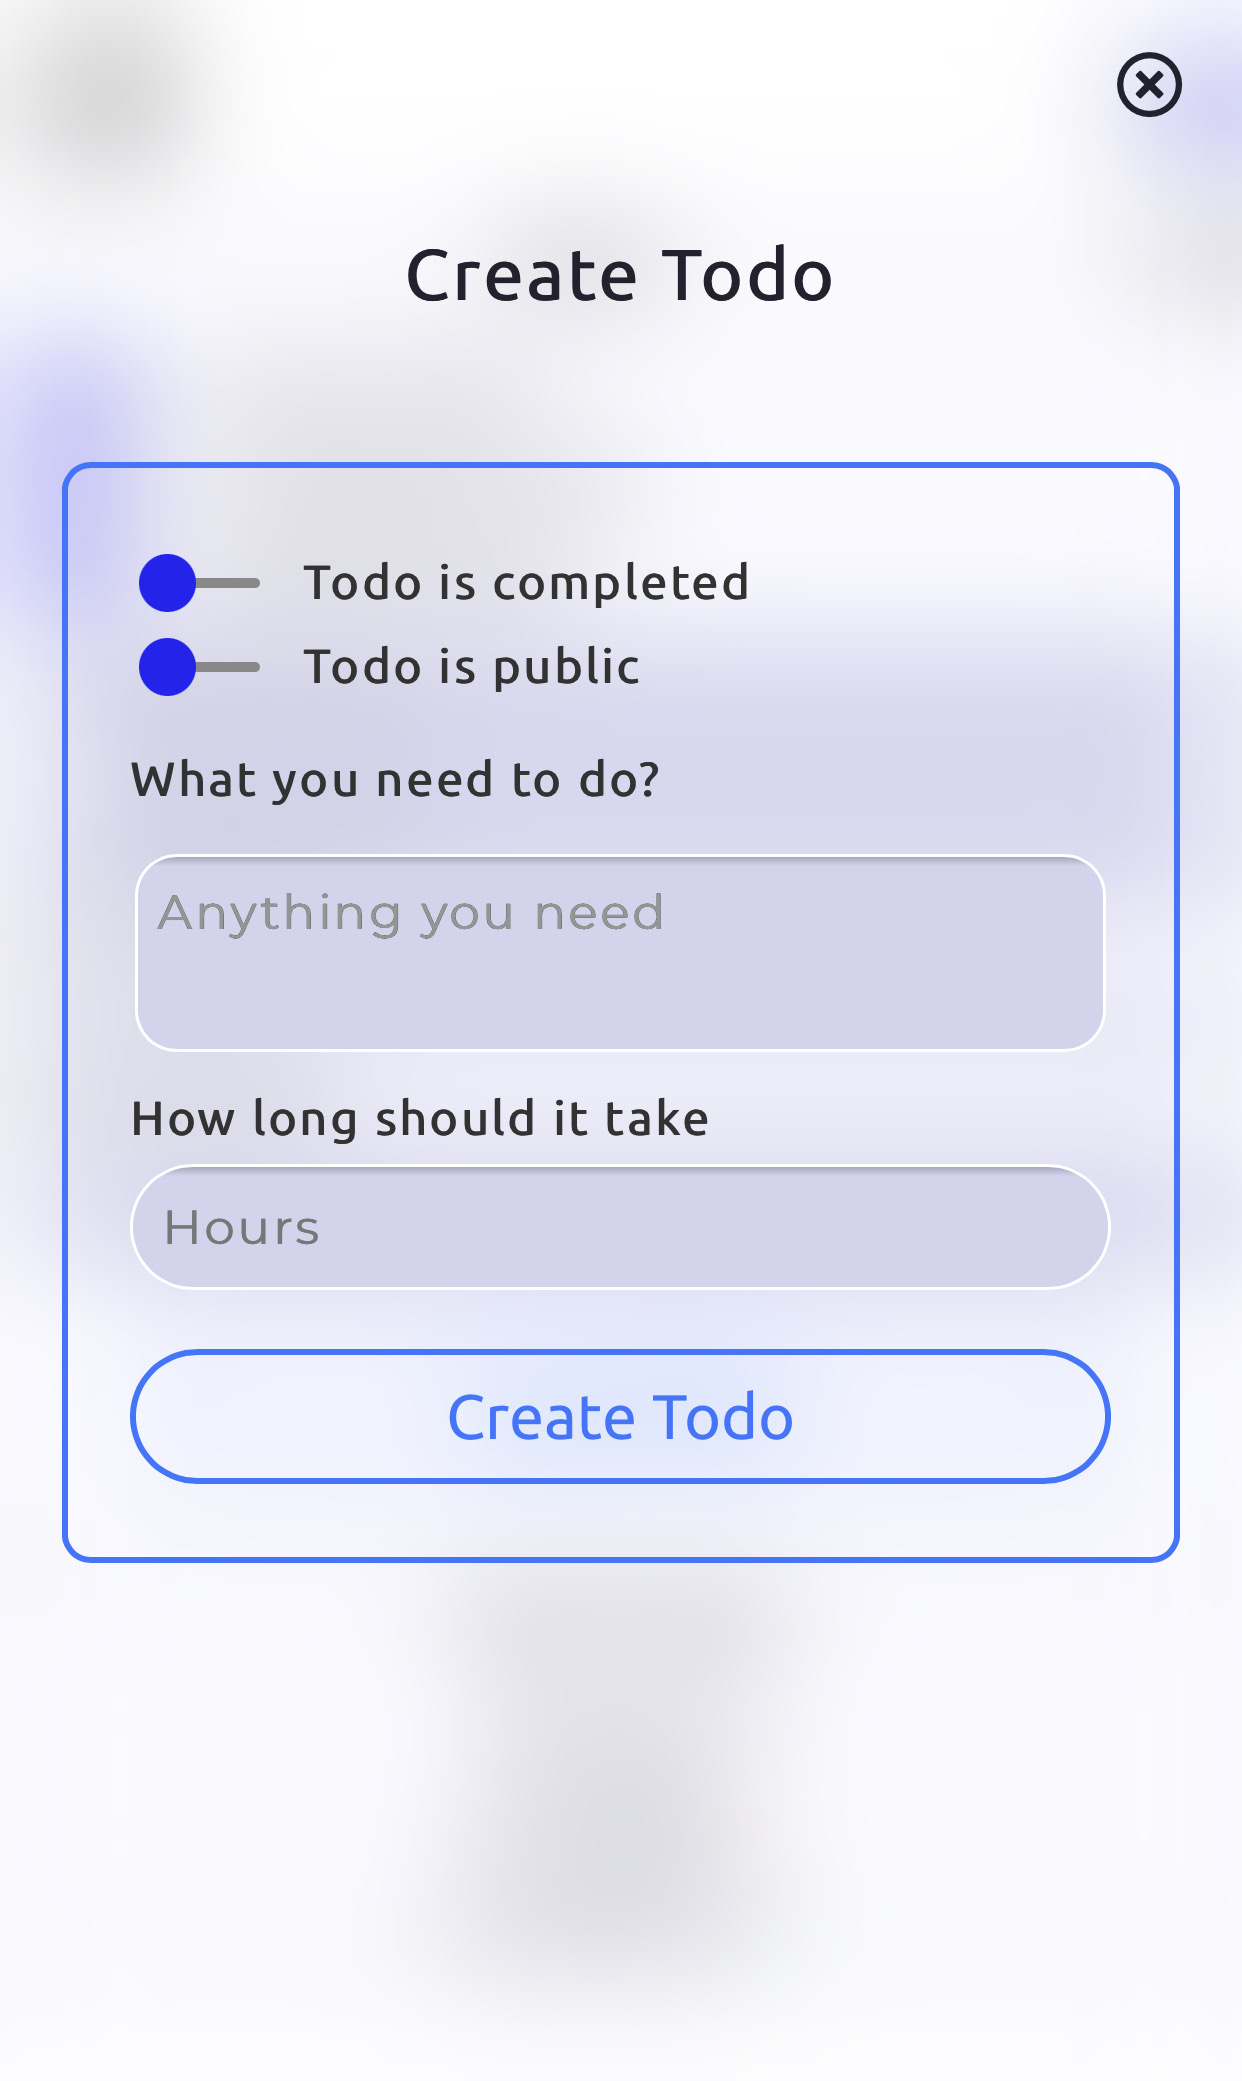 Create Todo
Todo is completed
Todo is public
What you need to do?
Anything you need
How long should it take
Hours
Create Todo